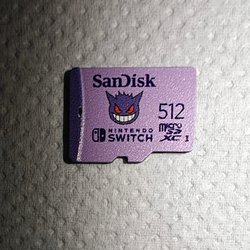 SanDisk
512
NINTENDO
SWITCH
micro
SD
XC I